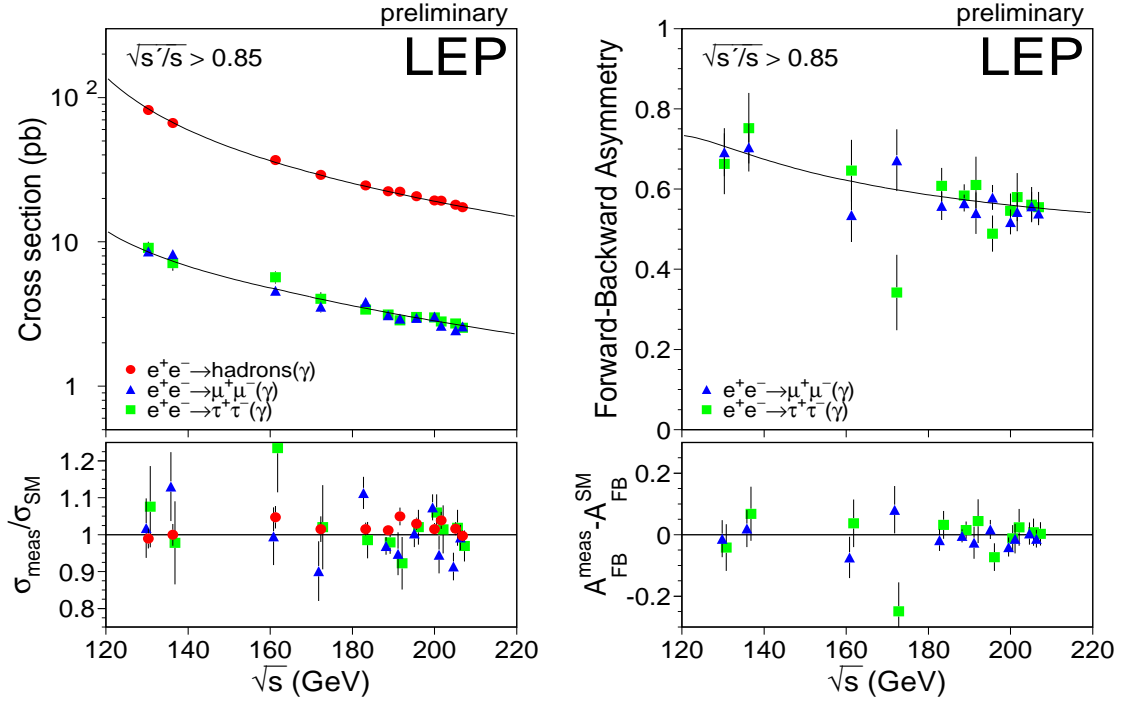 preliminary
LEP
√s´/s > 0.85
10²
10
1
Cross section (pb)
e⁺e⁻→hadrons(γ)
e⁺e⁻→μ⁺μ⁻(γ)
e⁺e⁻→τ⁺τ⁻(γ)
1.2
1.1
1
0.9
0.8
σmeas/σSM
120 140 160 180 200 220
√s (GeV)
preliminary
LEP
√s´/s > 0.85
1
0.8
0.6
0.4
0.2
0
Forward-Backward Asymmetry
e⁺e⁻→μ⁺μ⁻(γ)
e⁺e⁻→τ⁺τ⁻(γ)
0.2
0
-0.2
A_FB^meas-A_FB^SM
120 140 160 180 200 220
√s (GeV)